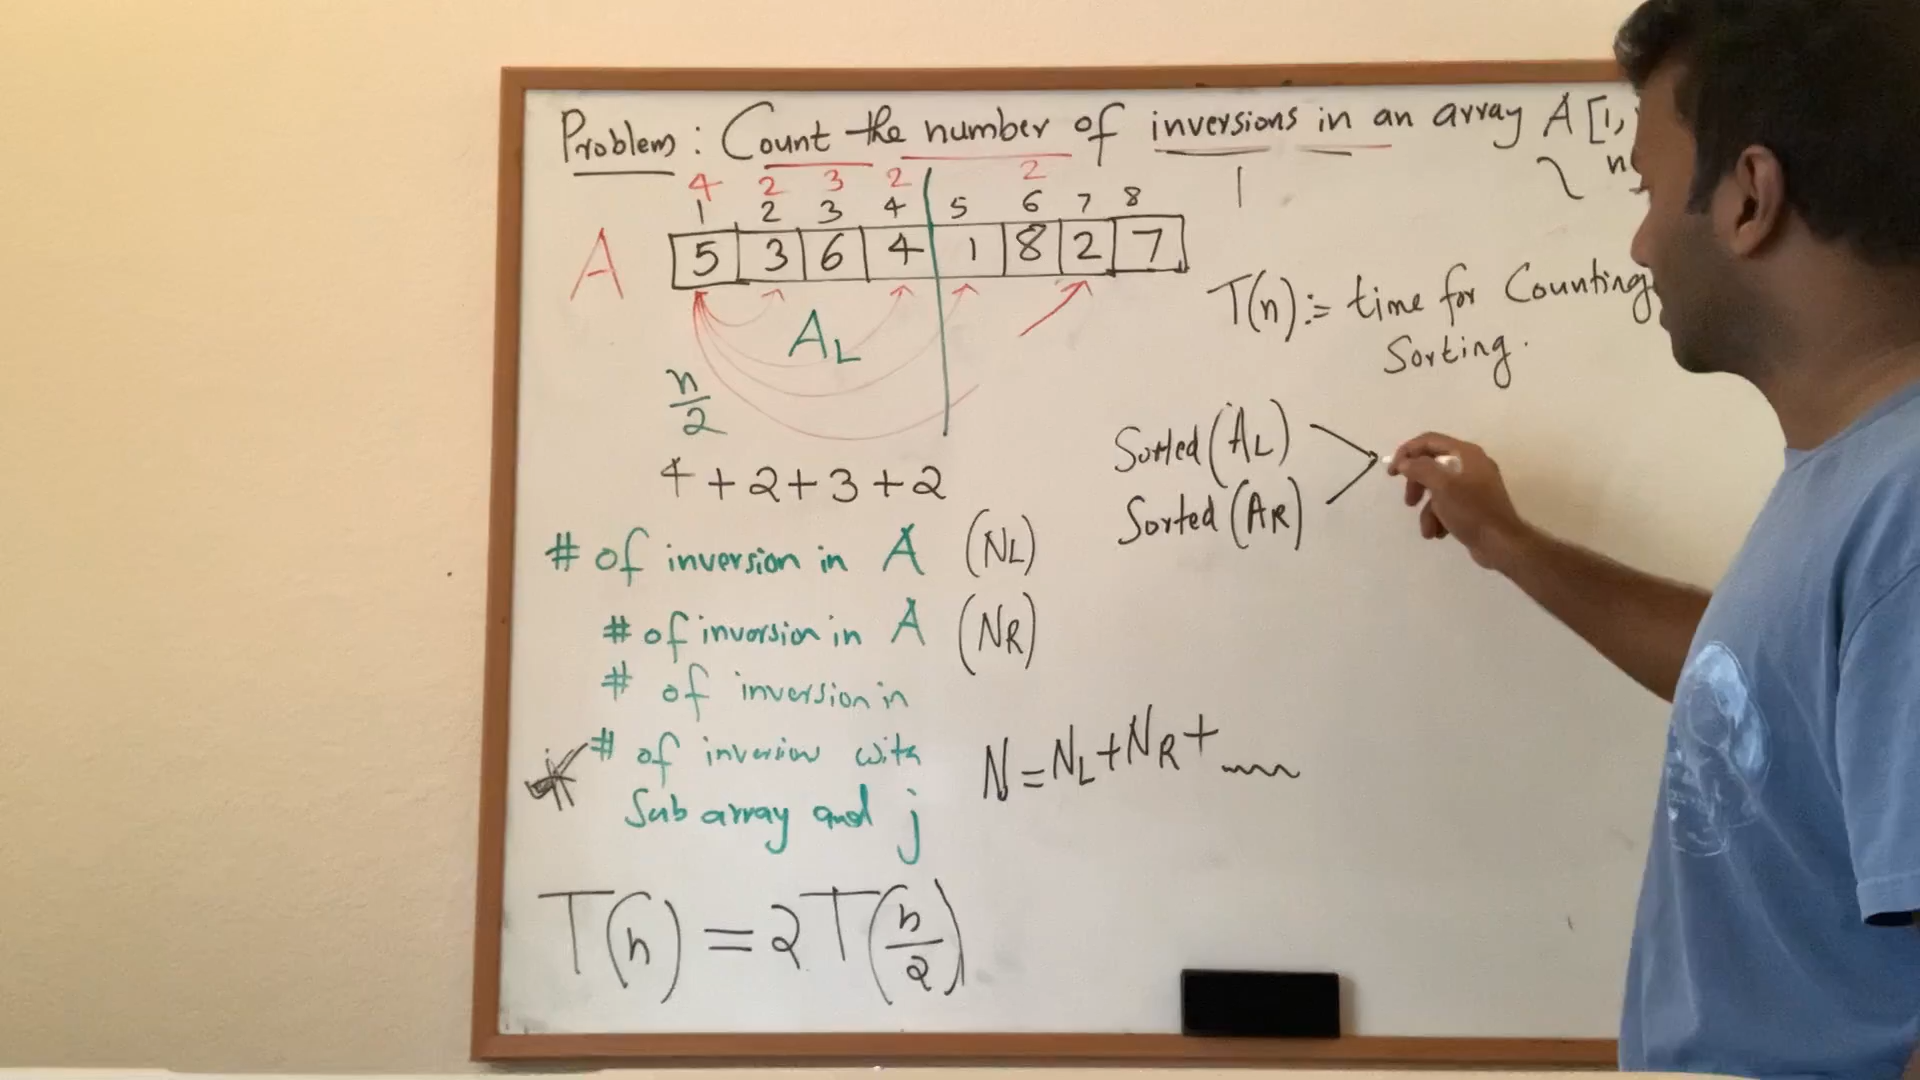 Problem: Count the number of inversions in an array A[1,
n
4 2 3 2 2
1 2 3 4 5 6 7 8
A 5 3 6 4 1 8 2 7
AL
n/2
4+2+3+2
# of inversion in A (NL)
# of inversion in A (NR)
# of inversion in
# of inversion with
Sub array and j
T(n) = 2T(n/2)
T(n) := time for Counting
Sorting.
Sorted(AL)
Sorted(AR)
N = NL + NR +